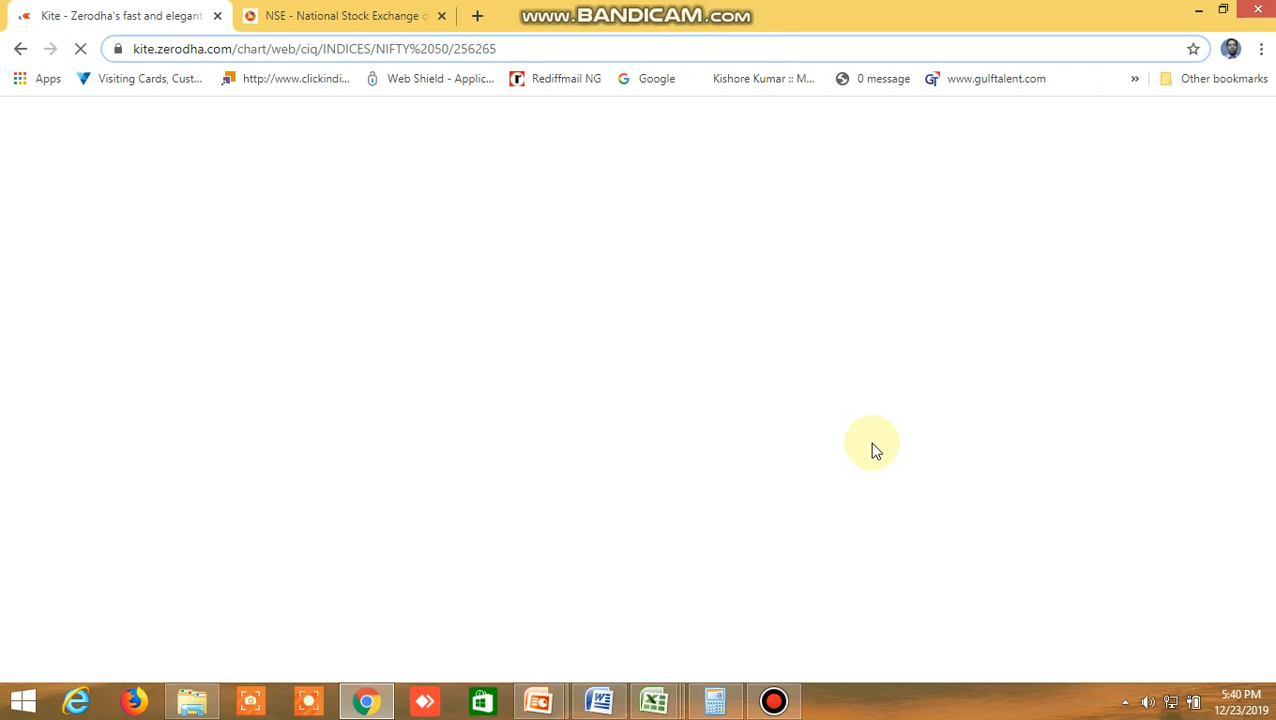 Kite - Zerodha's fast and elegant
NSE - National Stock Exchange o
www.BANDICAM.com
kite.zerodha.com/chart/web/ciq/INDICES/NIFTY%2050/256265
Apps
Visiting Cards, Cust...
http://www.clickindi...
Web Shield - Applic...
Rediffmail NG
Google
Kishore Kumar :: M...
0 message
www.gulftalent.com
»
Other bookmarks
5:40 PM
12/23/2019